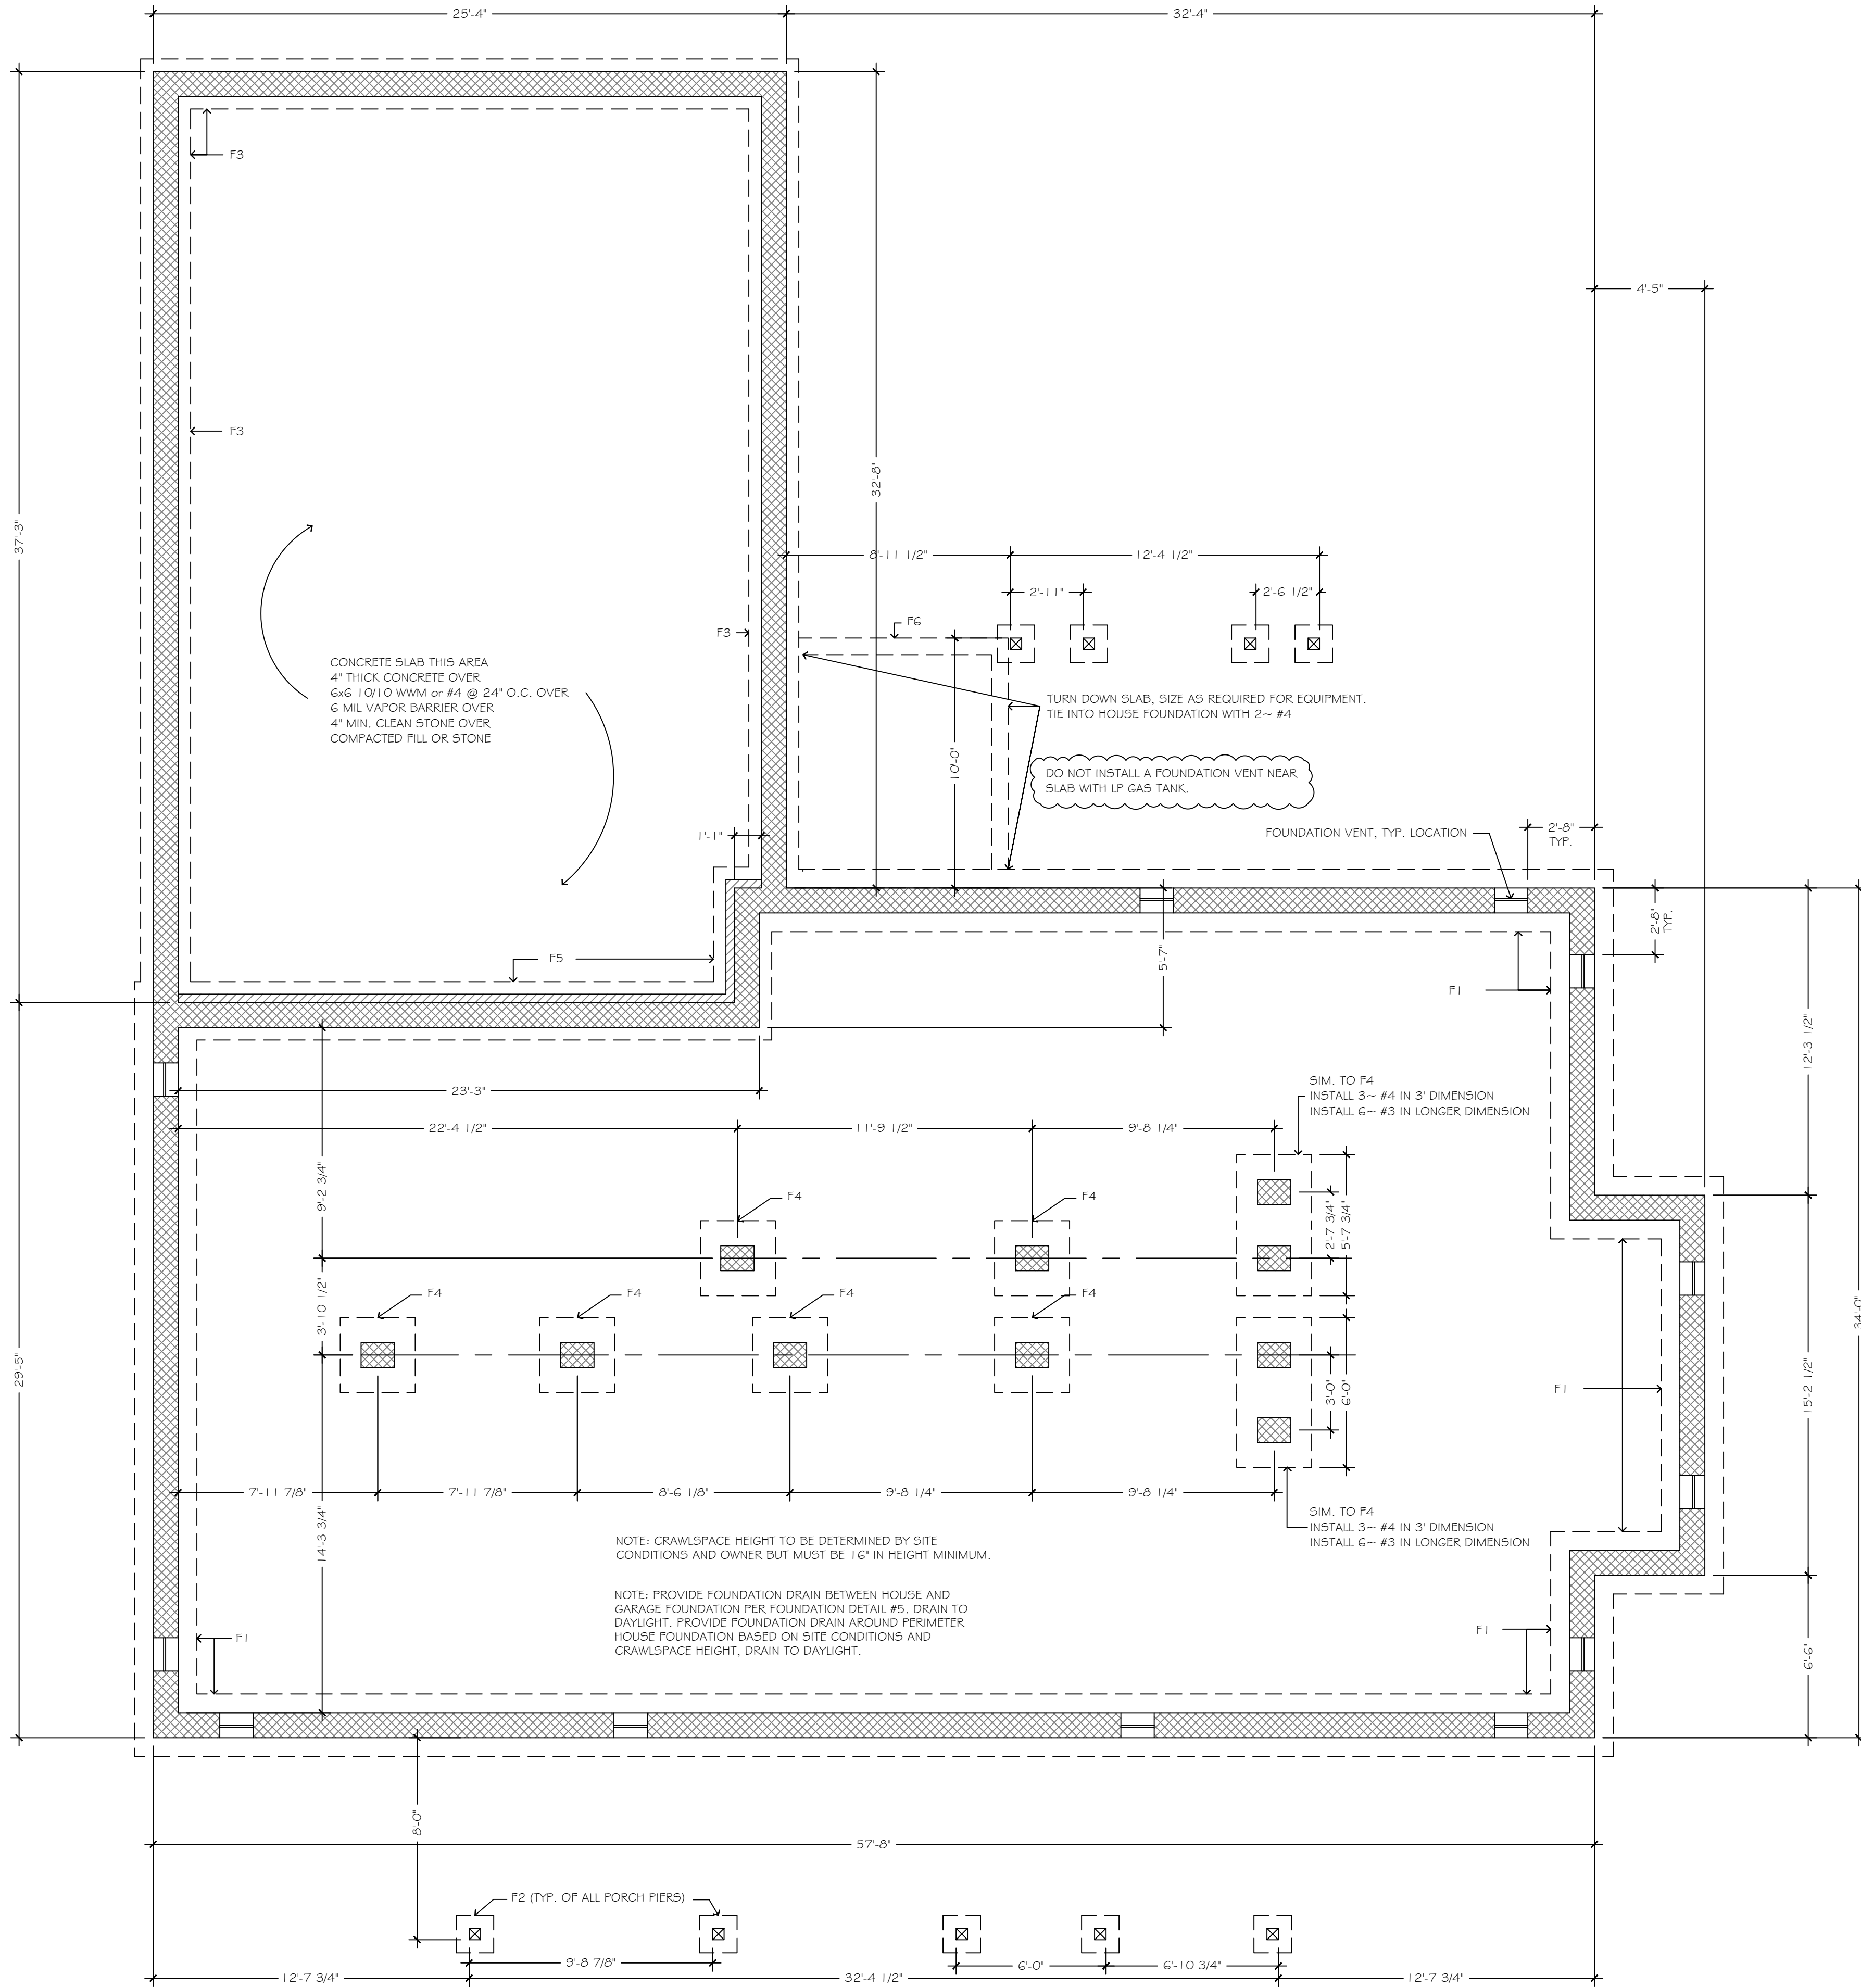 25'-4"
32'-4"
4'-5"
F3
F3
37'-3"
32'-8"
8'-11 1/2"
12'-4 1/2"
2'-11"
2'-6 1/2"
F6
F3
CONCRETE SLAB THIS AREA
4" THICK CONCRETE OVER
6x6 10/10 WWM or #4 @ 24" O.C. OVER
6 MIL VAPOR BARRIER OVER
4" MIN. CLEAN STONE OVER
COMPACTED FILL OR STONE
TURN DOWN SLAB, SIZE AS REQUIRED FOR EQUIPMENT.
TIE INTO HOUSE FOUNDATION WITH 2~ #4
10'-0"
DO NOT INSTALL A FOUNDATION VENT NEAR
SLAB WITH LP GAS TANK.
1'-1"
FOUNDATION VENT, TYP. LOCATION
2'-8"
TYP.
2'-8"
TYP.
F5
5'-7"
F1
12'-3 1/2"
23'-3"
SIM. TO F4
INSTALL 3~ #4 IN 3' DIMENSION
INSTALL 6~ #3 IN LONGER DIMENSION
22'-4 1/2"
11'-9 1/2"
9'-8 1/4"
9'-2 3/4"
F4
F4
2'-7 3/4"
5'-7 3/4"
3'-10 1/2"
F4
F4
F4
F4
34'-0"
29'-5"
3'-0"
6'-0"
F1
15'-2 1/2"
7'-11 7/8"
7'-11 7/8"
8'-6 1/8"
9'-8 1/4"
9'-8 1/4"
14'-3 3/4"
SIM. TO F4
INSTALL 3~ #4 IN 3' DIMENSION
INSTALL 6~ #3 IN LONGER DIMENSION
NOTE: CRAWLSPACE HEIGHT TO BE DETERMINED BY SITE
CONDITIONS AND OWNER BUT MUST BE 16" IN HEIGHT MINIMUM.
NOTE: PROVIDE FOUNDATION DRAIN BETWEEN HOUSE AND
GARAGE FOUNDATION PER FOUNDATION DETAIL #5. DRAIN TO
DAYLIGHT. PROVIDE FOUNDATION DRAIN AROUND PERIMETER
HOUSE FOUNDATION BASED ON SITE CONDITIONS AND
CRAWLSPACE HEIGHT, DRAIN TO DAYLIGHT.
F1
F1
6'-6"
8'-0"
57'-8"
F2 (TYP. OF ALL PORCH PIERS)
9'-8 7/8"
6'-0"
6'-10 3/4"
12'-7 3/4"
32'-4 1/2"
12'-7 3/4"